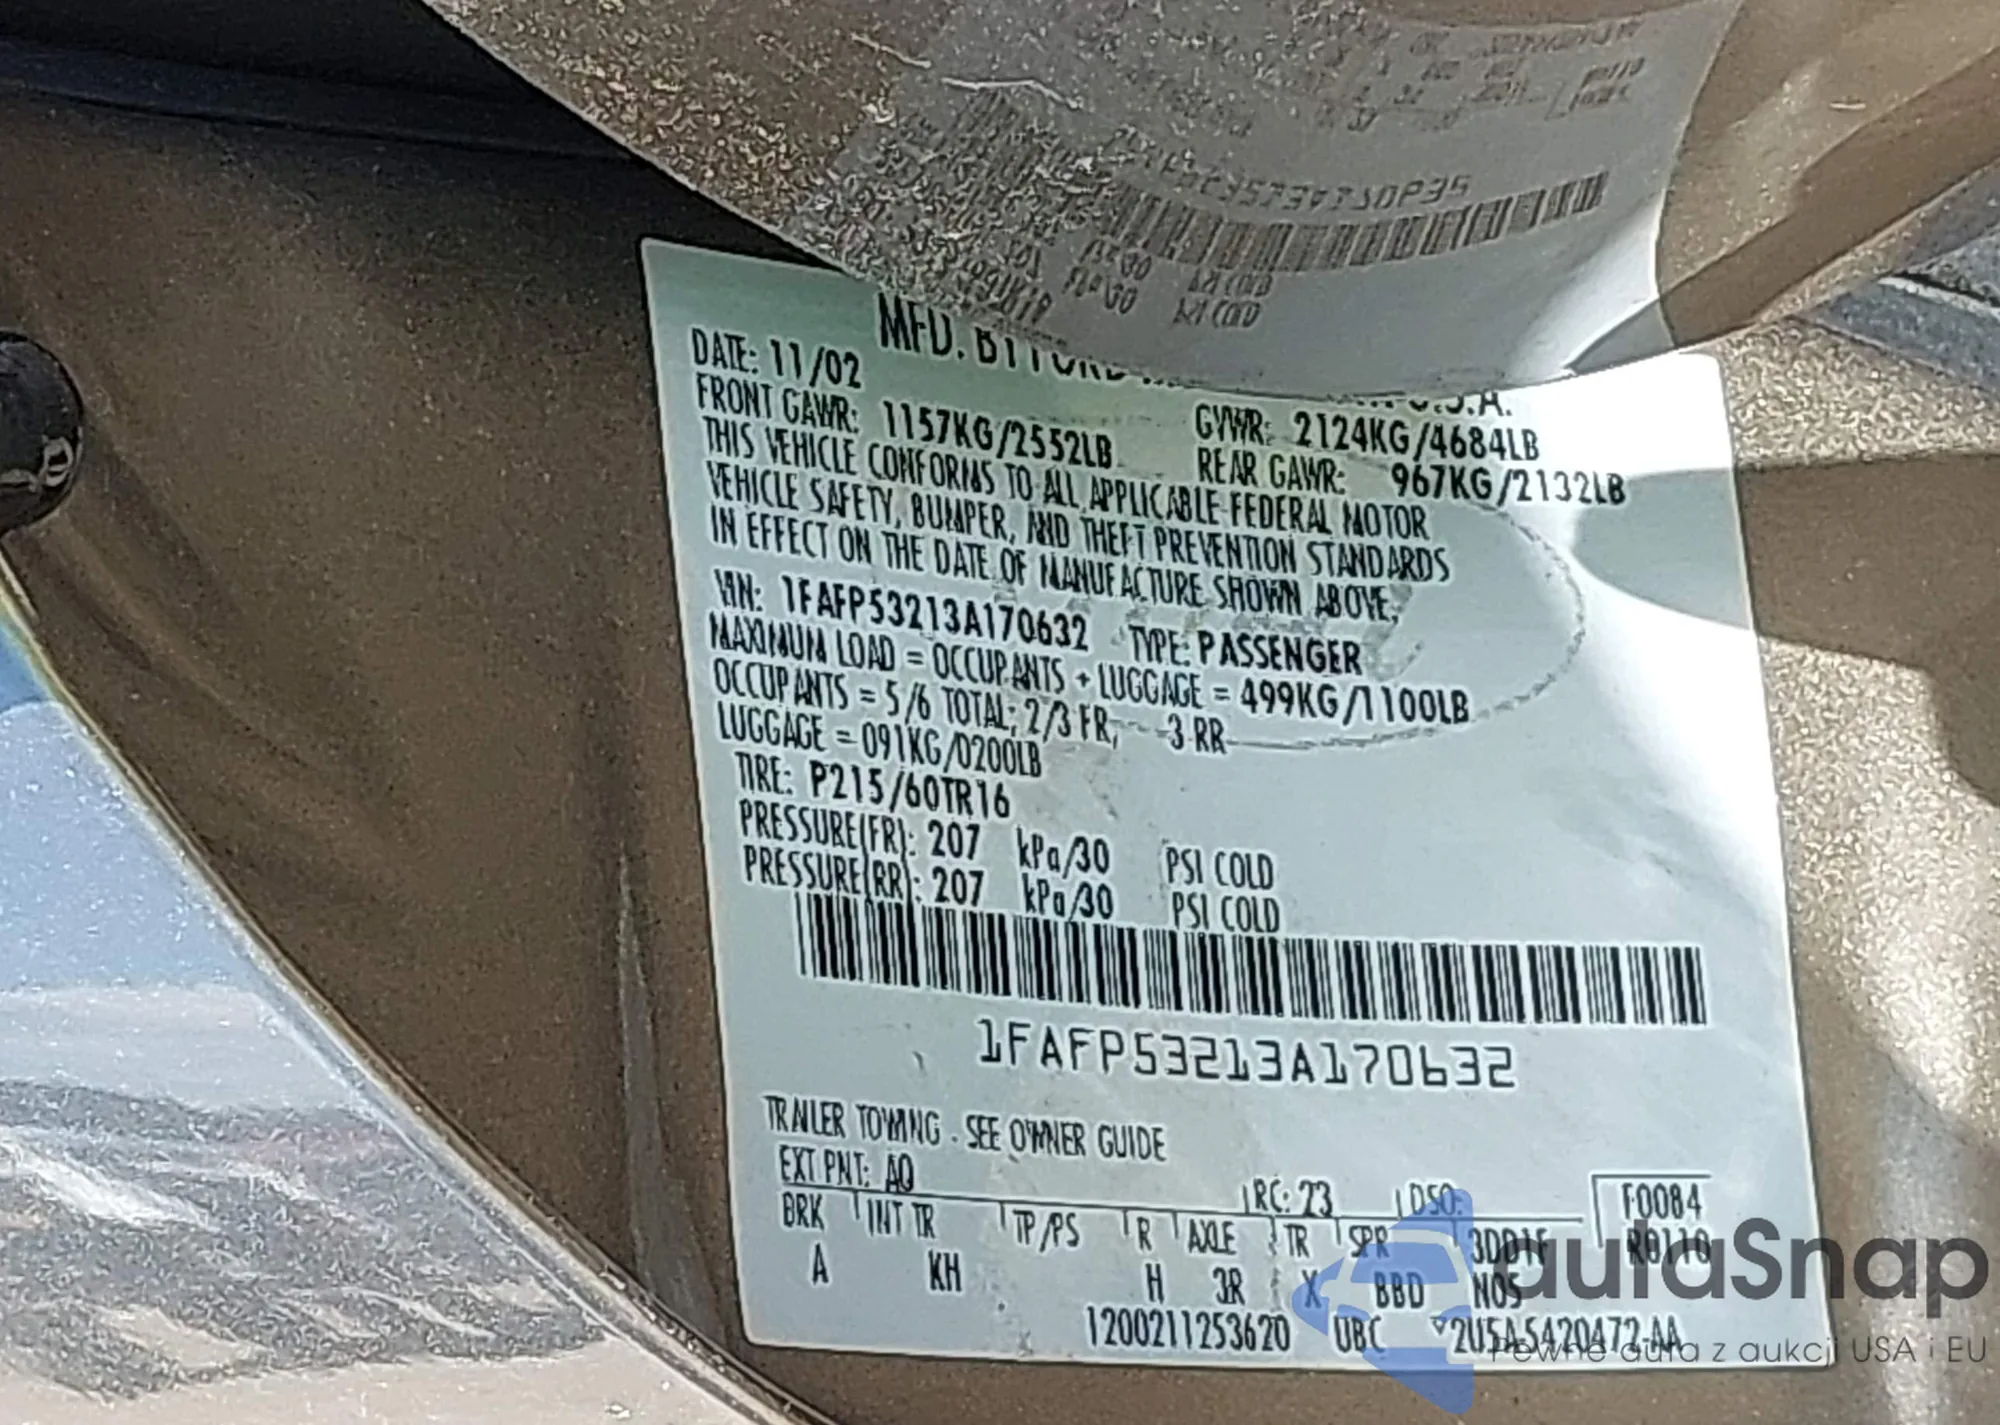 MFD. BY FORD
U.S.A.
DATE: 11/02
GVWR: 2124KG/4684LB
FRONT GAWR: 1157KG/2552LB
REAR GAWR: 967KG/2132LB
THIS VEHICLE CONFORMS TO ALL APPLICABLE FEDERAL MOTOR
VEHICLE SAFETY, BUMPER, AND THEFT PREVENTION STANDARDS
IN EFFECT ON THE DATE OF MANUFACTURE SHOWN ABOVE.
VIN: 1FAFP53213A170632 TYPE: PASSENGER
MAXIMUM LOAD = OCCUPANTS + LUGGAGE = 499KG/1100LB
OCCUPANTS = 5/6 TOTAL; 2/3 FR, 3 RR
LUGGAGE = 091KG/0200LB
TIRE: P215/60TR16
PRESSURE(FR): 207 kPa/30 PSI COLD
PRESSURE(RR): 207 kPa/30 PSI COLD
1FAFP53213A170632
TRAILER TOWING - SEE OWNER GUIDE
EXT PNT: AQ RC: 23 DSO: F0084
BRK INT TR TP/PS R AXLE TR SPR 3DD1F R0110
A KH H 3R X BBD NOS
1200211253620 UBC 2U5A-5420472-AA
autaSnap
Pewne auta z aukcji USA i EU